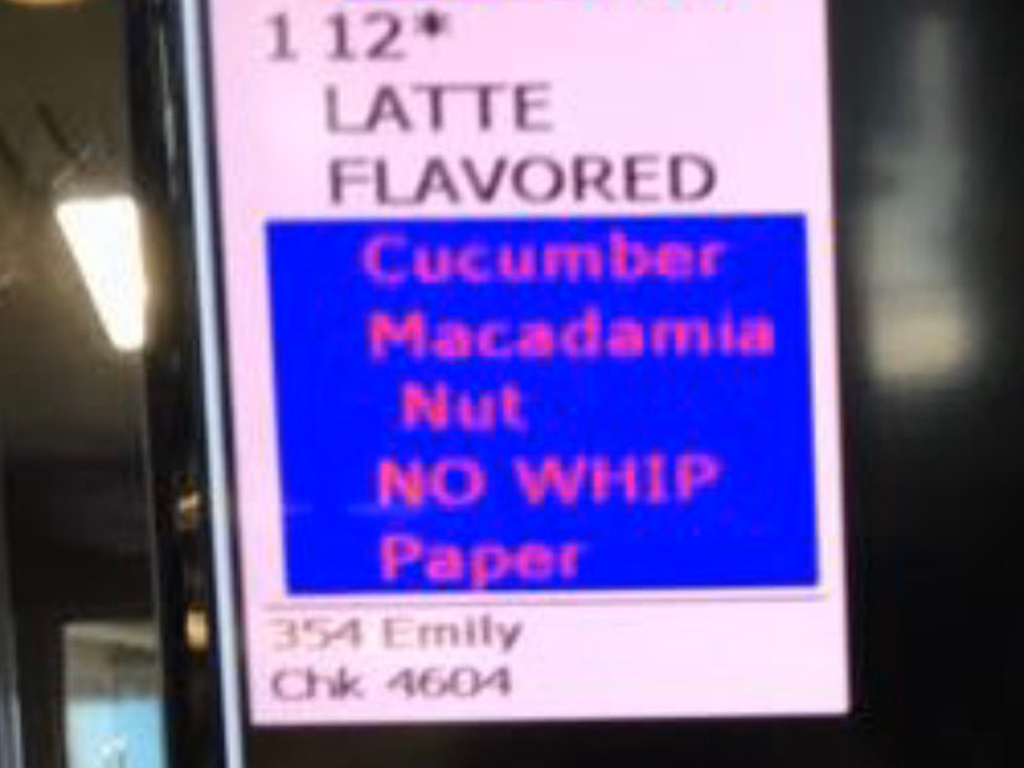 1 12*
LATTE
FLAVORED
Cucumber
Macadamia
Nut
NO WHIP
Paper
354 Emily
Chk 4604